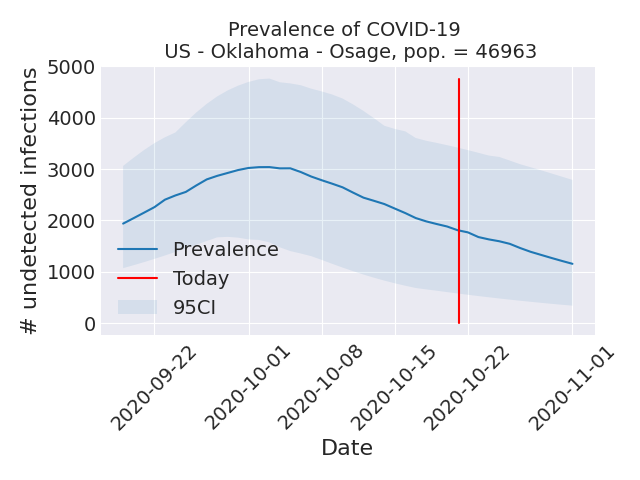 Prevalence of COVID-19
US - Oklahoma - Osage, pop. = 46963
# undetected infections
5000
4000
3000
2000
1000
0
Prevalence
Today
95CI
2020-09-22
2020-10-01
2020-10-08
2020-10-15
2020-10-22
2020-11-01
Date